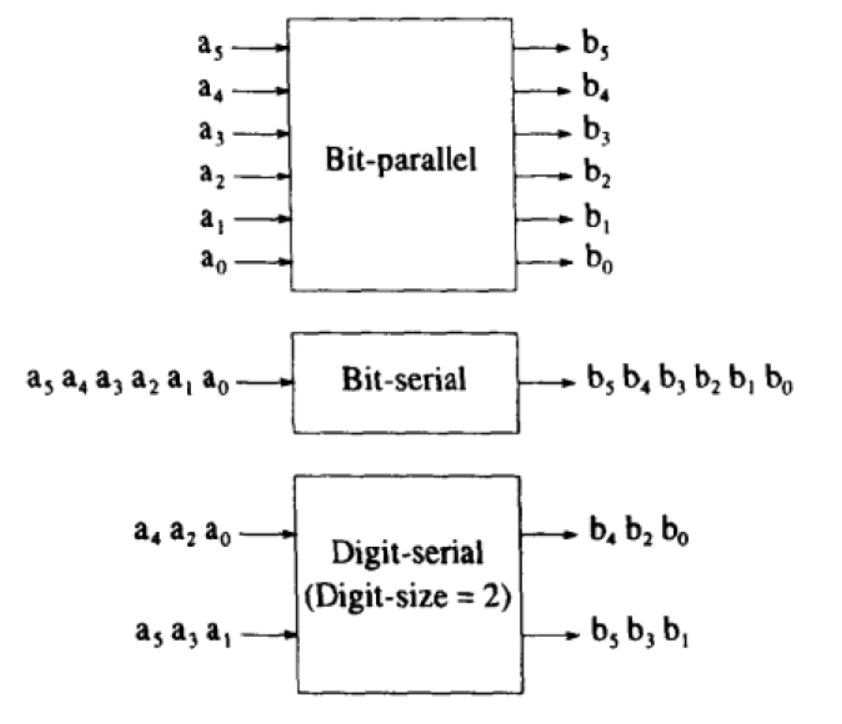 a₅ b₅
a₄ b₄
a₃ b₃
Bit-parallel
a₂ b₂
a₁ b₁
a₀ b₀
a₅ a₄ a₃ a₂ a₁ a₀ Bit-serial b₅ b₄ b₃ b₂ b₁ b₀
a₄ a₂ a₀ b₄ b₂ b₀
Digit-serial
(Digit-size = 2)
a₅ a₃ a₁ b₅ b₃ b₁